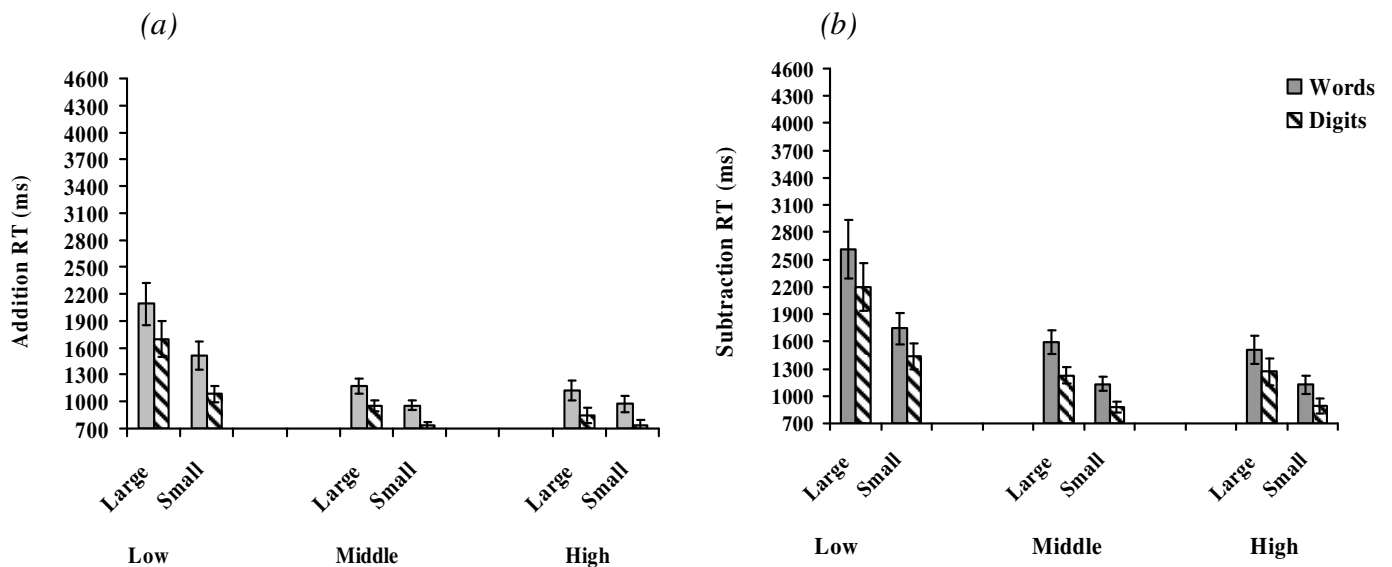 (a)
Addition RT (ms)
4600
4300
4000
3700
3400
3100
2800
2500
2200
1900
1600
1300
1000
700
Large
Small
Large
Small
Large
Small
Low
Middle
High
(b)
Subtraction RT (ms)
4600
4300
4000
3700
3400
3100
2800
2500
2200
1900
1600
1300
1000
700
Words
Digits
Large
Small
Large
Small
Large
Small
Low
Middle
High